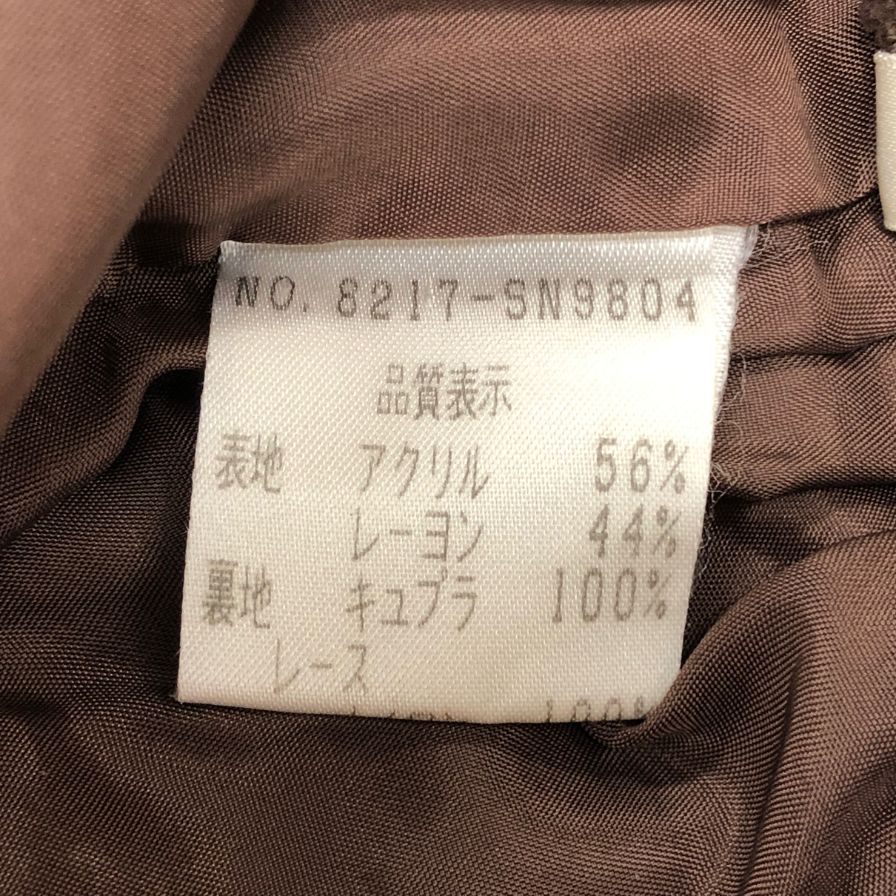 NO. 8217-SN9804
品質表示
表地 アクリル 56%
レーヨン 44%
裏地 キュプラ 100%
レース
100%